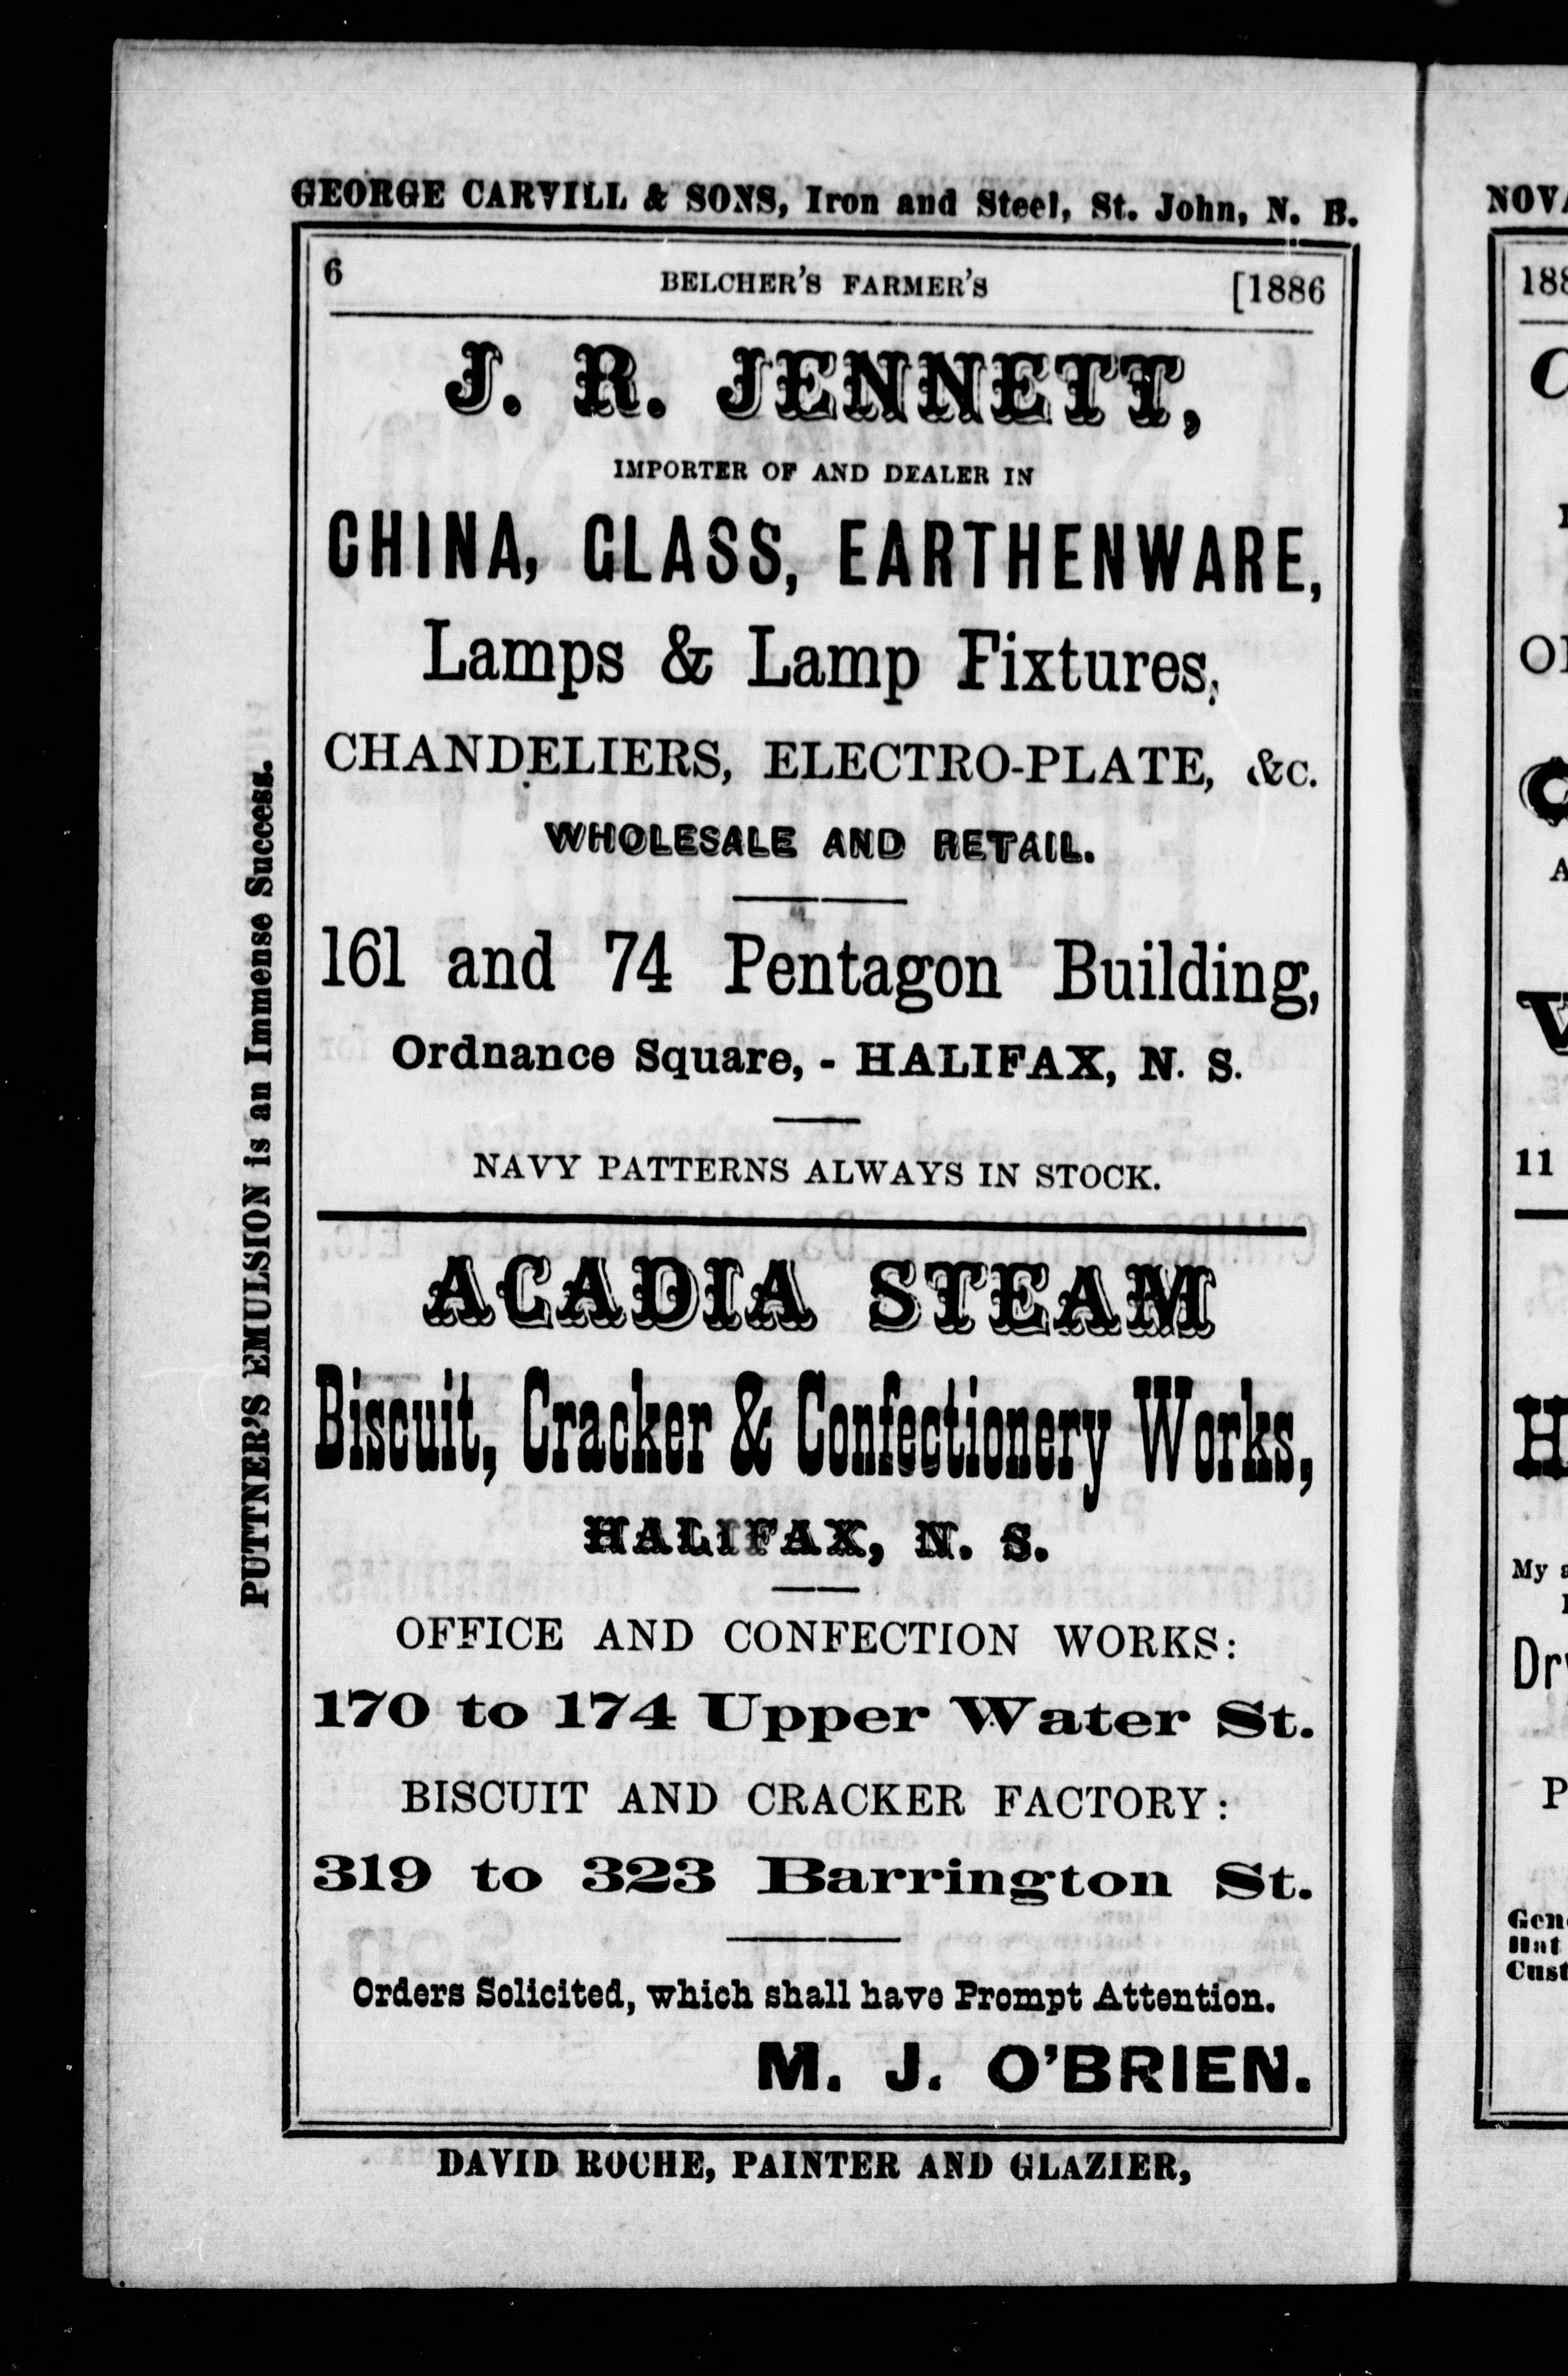 GEORGE CARVILL & SONS, Iron and Steel, St. John, N. B.
6 BELCHER'S FARMER'S [1886
J. R. JENNETT,
IMPORTER OF AND DEALER IN
CHINA, GLASS, EARTHENWARE,
Lamps & Lamp Fixtures,
CHANDELIERS, ELECTRO-PLATE, &c.
WHOLESALE AND RETAIL.
161 and 74 Pentagon Building,
Ordnance Square, - HALIFAX, N. S.
NAVY PATTERNS ALWAYS IN STOCK.
ACADIA STEAM
Biscuit, Cracker & Confectionery Works,
HALIFAX, N. S.
OFFICE AND CONFECTION WORKS:
170 to 174 Upper Water St.
BISCUIT AND CRACKER FACTORY:
319 to 323 Barrington St.
Orders Solicited, which shall have Prompt Attention.
M. J. O'BRIEN.
DAVID ROCHE, PAINTER AND GLAZIER,
PUTTNER'S EMULSION is an Immense Success.
11
My